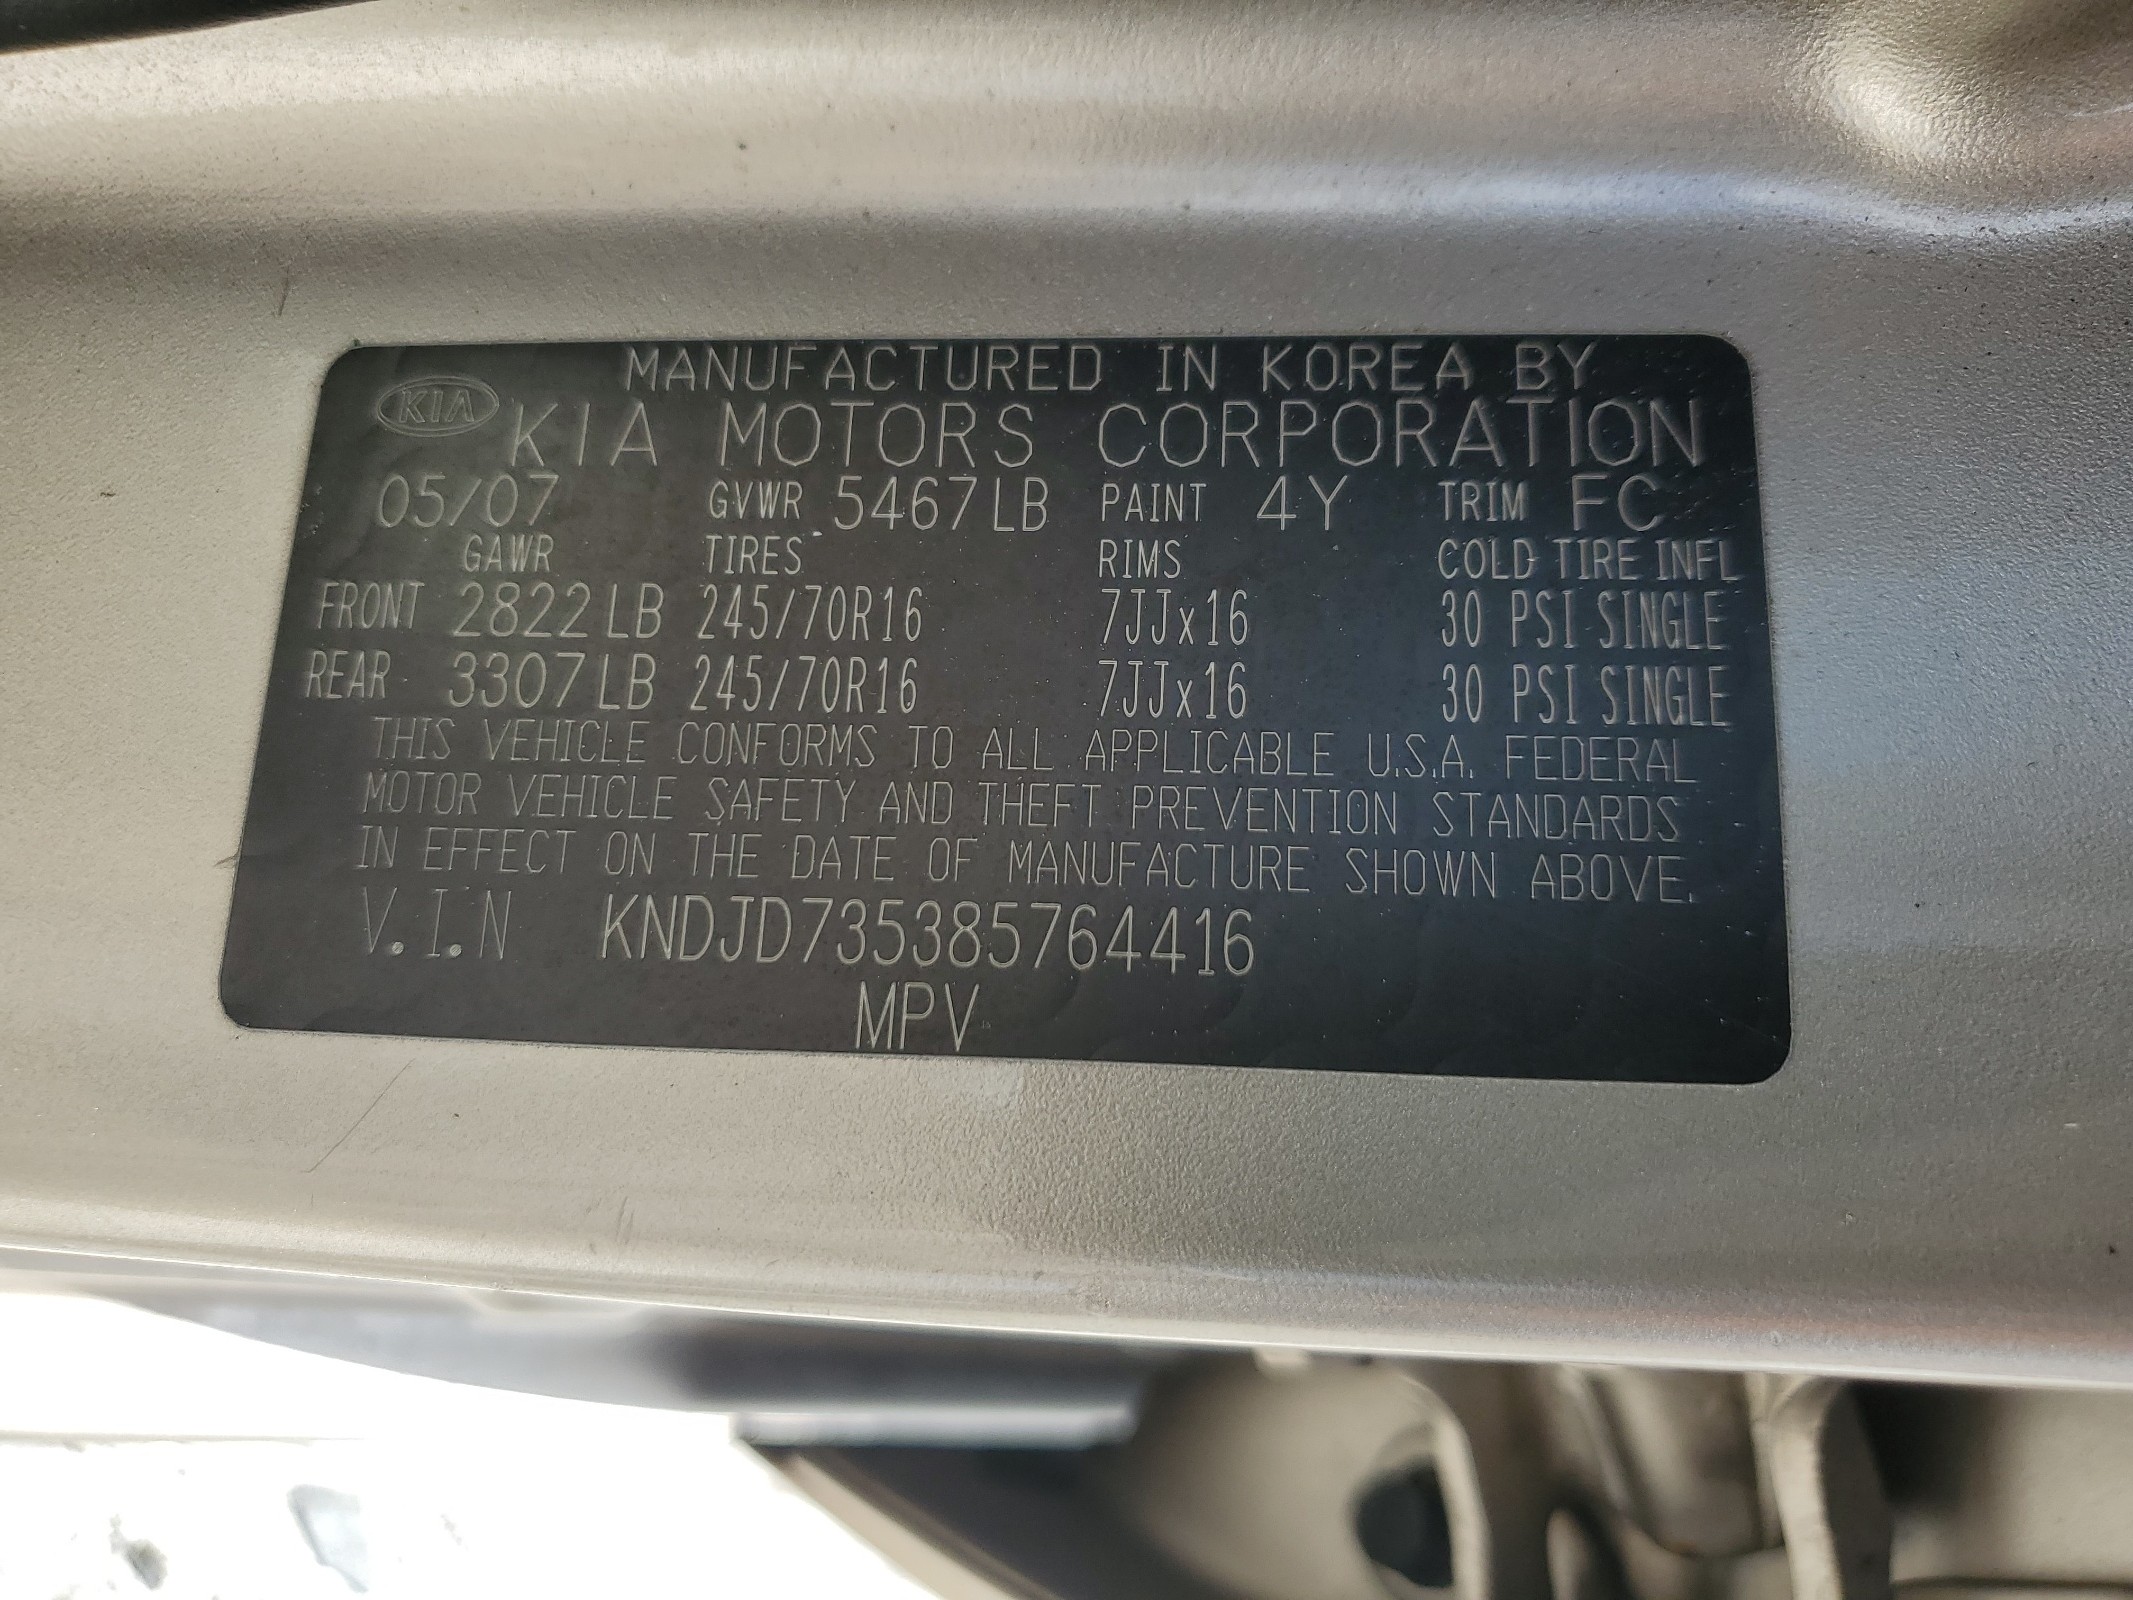 MANUFACTURED IN KOREA BY
KIA KIA MOTORS CORPORATION
05/07 GVWR 5467LB PAINT 4Y TRIM FC
GAWR TIRES RIMS COLD TIRE INFL
FRONT 2822LB 245/70R16 7JJx16 30 PSI SINGLE
REAR 3307LB 245/70R16 7JJx16 30 PSI SINGLE
THIS VEHICLE CONFORMS TO ALL APPLICABLE U.S.A. FEDERAL
MOTOR VEHICLE SAFETY AND THEFT PREVENTION STANDARDS
IN EFFECT ON THE DATE OF MANUFACTURE SHOWN ABOVE.
V.I.N KNDJD735385764416
MPV